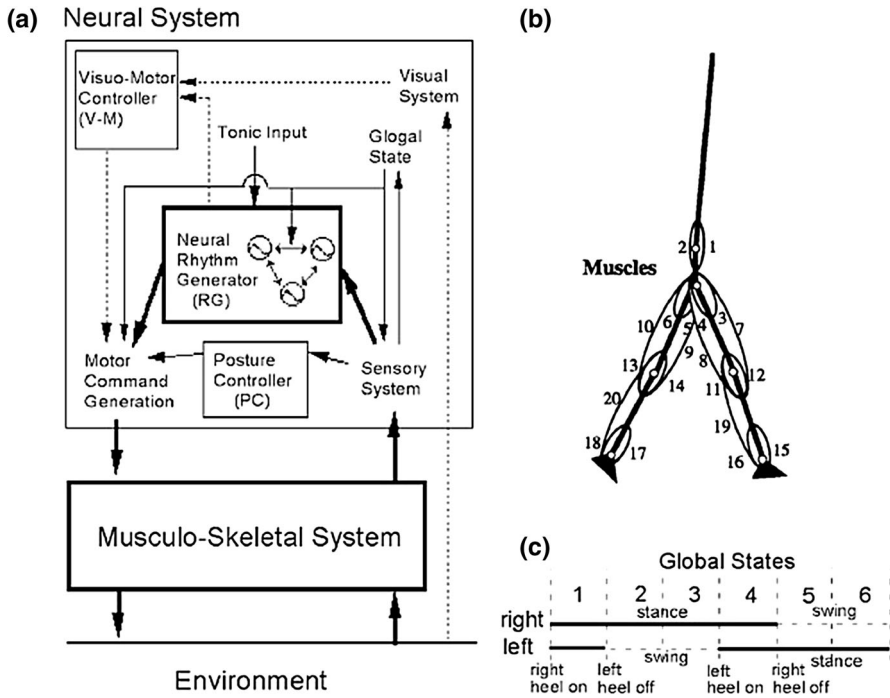 (a) Neural System
Visuo-Motor
Controller
(V-M)
Visual
System
Tonic Input
Glogal
State
Neural
Rhythm
Generator
(RG)
Motor
Command
Generation
Posture
Controller
(PC)
Sensory
System
Musculo-Skeletal System
Environment
(b)
2 1
Muscles
10 6 5 4 3 7
9 8
13 14 11 12
20 19
18 17 16 15
(c)
Global States
1 2 3 4 5 6
right stance swing
left swing stance
right
heel on
left
heel off
left
heel on
right
heel off